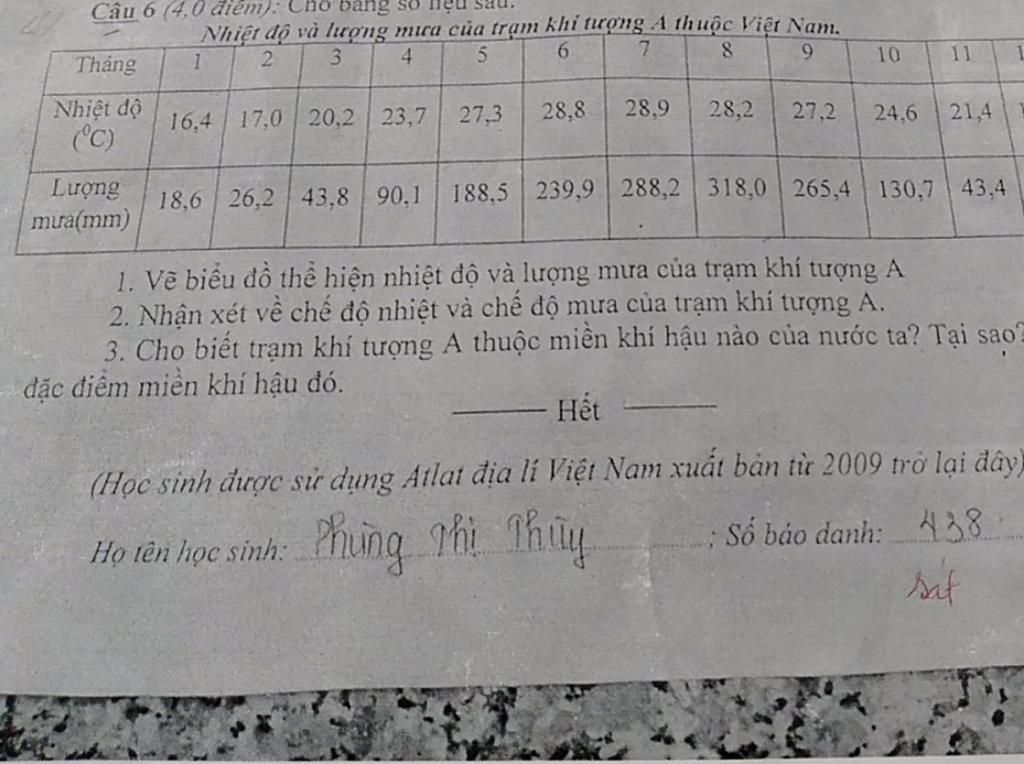 Câu 6 (4,0 điểm): Cho bảng số liệu sau:
Nhiệt độ và lượng mưa của trạm khí tượng A thuộc Việt Nam.
Tháng 1 2 3 4 5 6 7 8 9 10 11
Nhiệt độ (⁰C) 16,4 17,0 20,2 23,7 27,3 28,8 28,9 28,2 27,2 24,6 21,4
Lượng mưa(mm) 18,6 26,2 43,8 90,1 188,5 239,9 288,2 318,0 265,4 130,7 43,4
1. Vẽ biểu đồ thể hiện nhiệt độ và lượng mưa của trạm khí tượng A
2. Nhận xét về chế độ nhiệt và chế độ mưa của trạm khí tượng A.
3. Cho biết trạm khí tượng A thuộc miền khí hậu nào của nước ta? Tại sao?
đặc điểm miền khí hậu đó.
Hết
(Học sinh được sử dụng Atlat địa lí Việt Nam xuất bản từ 2009 trở lại đây)
Họ tên học sinh: Phùng Thị Thùy ; Số báo danh: 438
sát